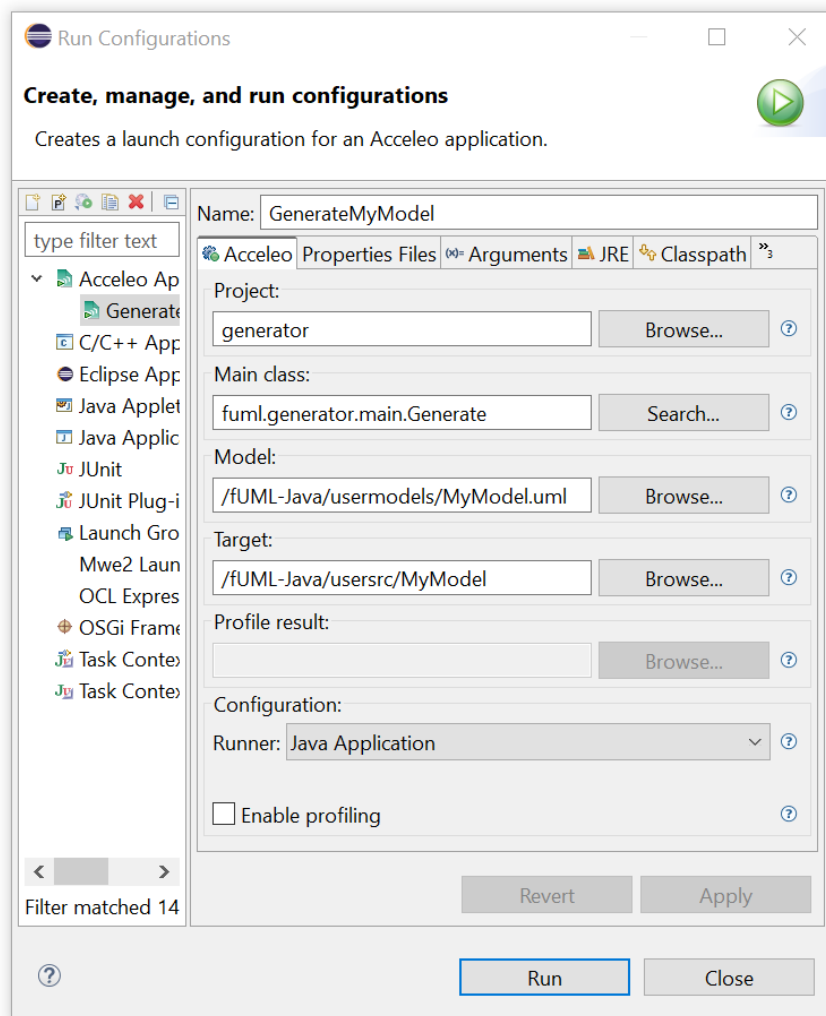 Run Configurations
Create, manage, and run configurations
Creates a launch configuration for an Acceleo application.
type filter text
Acceleo Ap
Generate
C/C++ App
Eclipse App
Java Applet
Java Applic
JUnit
JUnit Plug-i
Launch Gro
Mwe2 Laun
OCL Expres
OSGi Frame
Task Contex
Task Contex
Filter matched 14
Name: GenerateMyModel
Acceleo Properties Files (x)= Arguments JRE Classpath »3
Project:
generator Browse...
Main class:
fuml.generator.main.Generate Search...
Model:
/fUML-Java/usermodels/MyModel.uml Browse...
Target:
/fUML-Java/usersrc/MyModel Browse...
Profile result:
Browse...
Configuration:
Runner: Java Application
Enable profiling
Revert Apply
Run Close